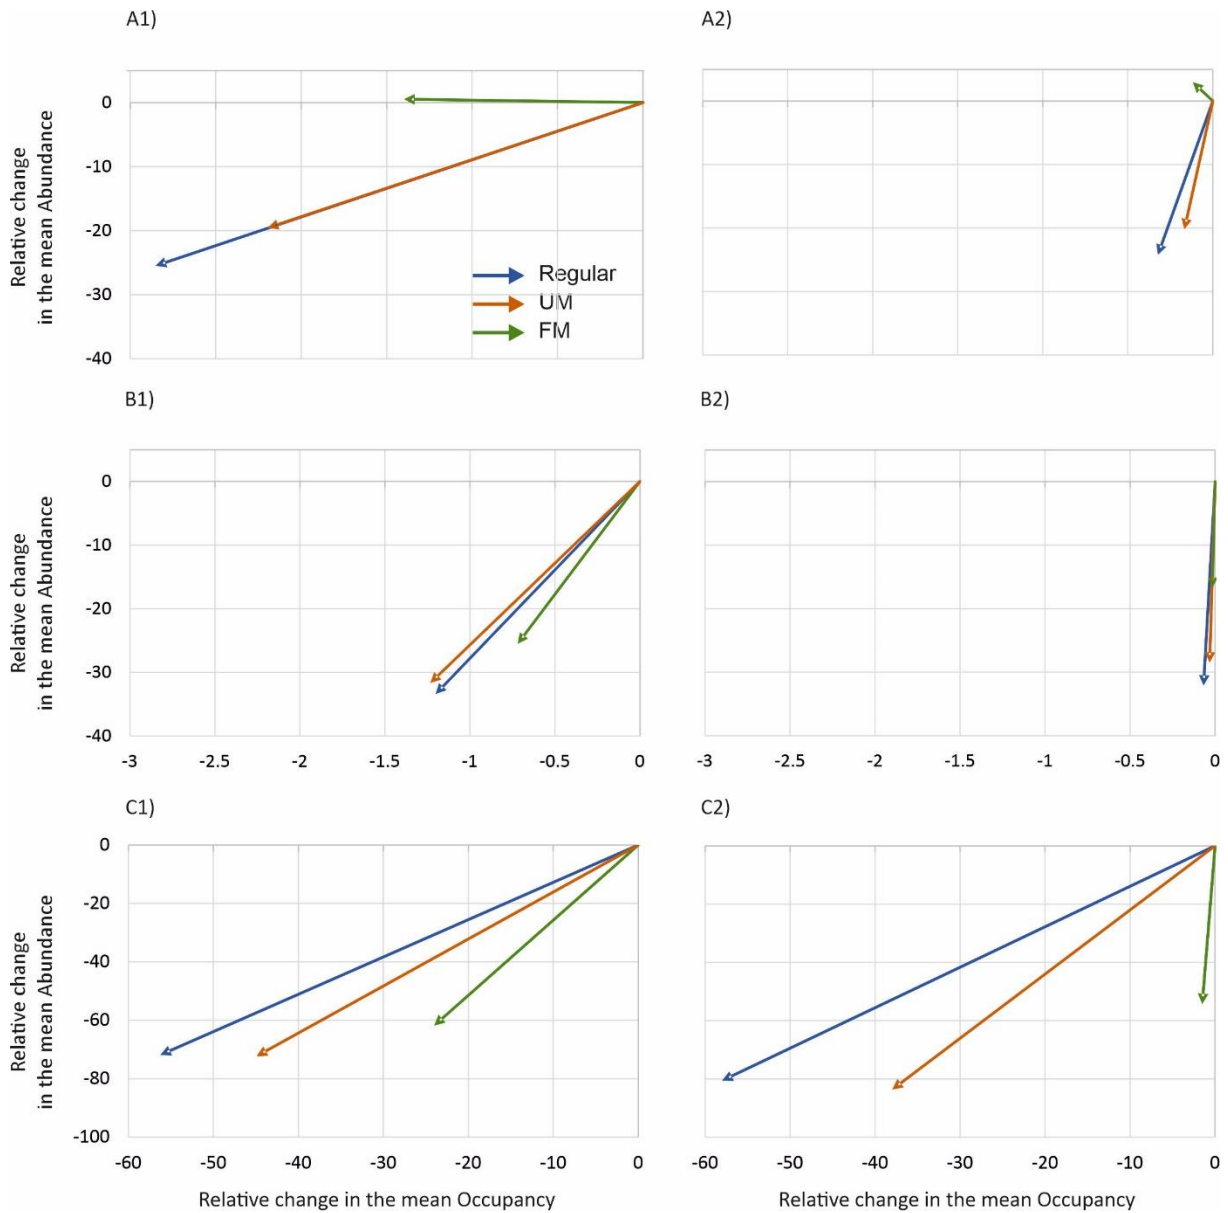 A1)
A2)
Relative change
in the mean Abundance
0
-10
-20
-30
-40
Regular
UM
FM
B1)
B2)
Relative change
in the mean Abundance
0
-10
-20
-30
-40
-3 -2.5 -2 -1.5 -1 -0.5 0
-3 -2.5 -2 -1.5 -1 -0.5 0
C1)
C2)
Relative change
in the mean Abundance
0
-20
-40
-60
-80
-100
-60 -50 -40 -30 -20 -10 0
-60 -50 -40 -30 -20 -10 0
Relative change in the mean Occupancy
Relative change in the mean Occupancy